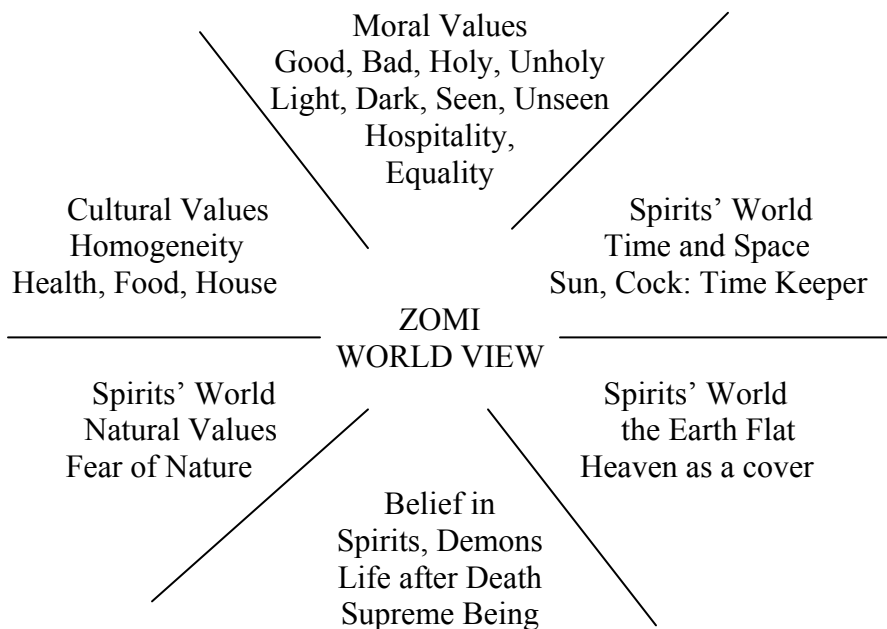 Moral Values
Good, Bad, Holy, Unholy
Light, Dark, Seen, Unseen
Hospitality,
Equality
Cultural Values
Homogeneity
Health, Food, House
Spirits’ World
Time and Space
Sun, Cock: Time Keeper
ZOMI
WORLD VIEW
Spirits’ World
Natural Values
Fear of Nature
Spirits’ World
the Earth Flat
Heaven as a cover
Belief in
Spirits, Demons
Life after Death
Supreme Being